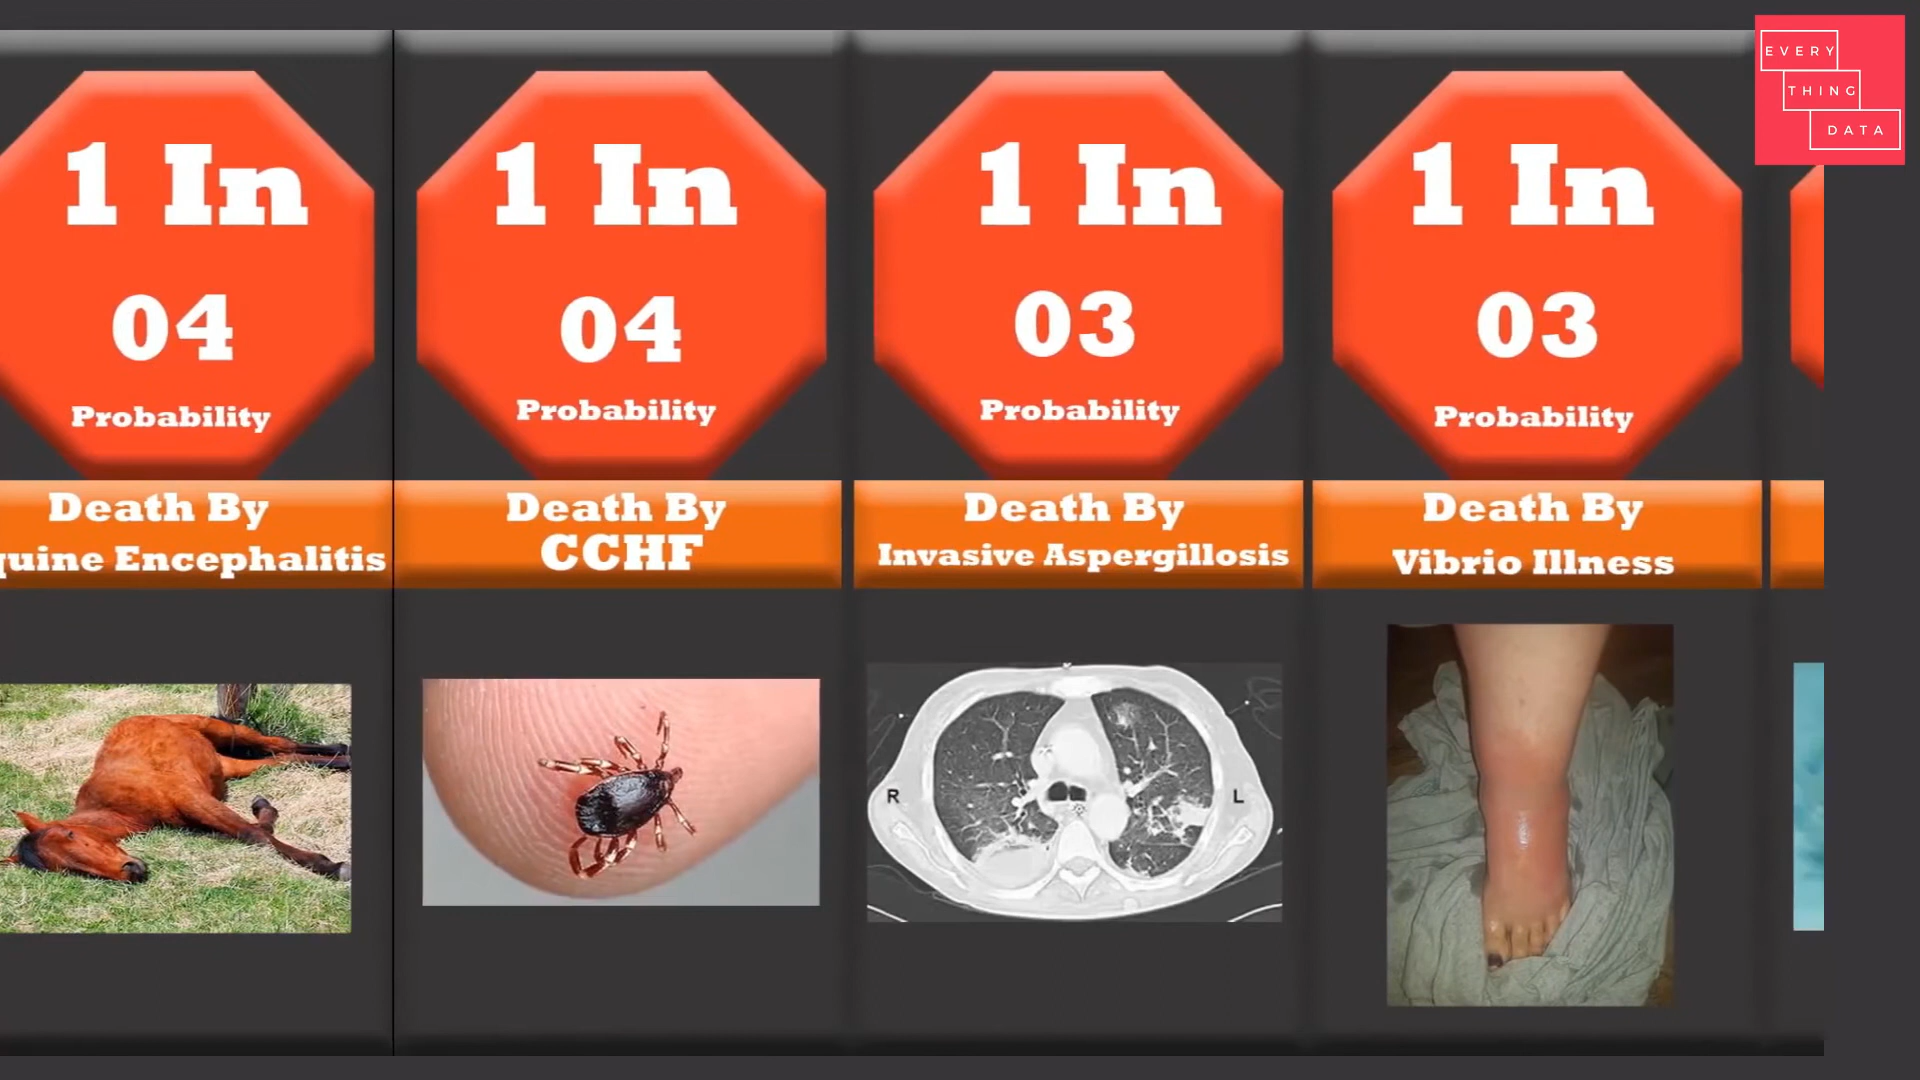 1 In
04
Probability
Death By
quine Encephalitis
1 In
04
Probability
Death By
CCHF
R
L
1 In
03
Probability
Death By
Invasive Aspergillosis
1 In
03
Probability
Death By
Vibrio Illness
EVERY
THING
DATA